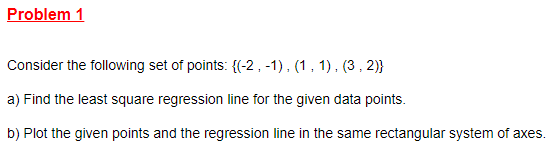 Problem 1
Consider the following set of points: {(-2 , -1) , (1 , 1) , (3 , 2)}
a) Find the least square regression line for the given data points.
b) Plot the given points and the regression line in the same rectangular system of axes.